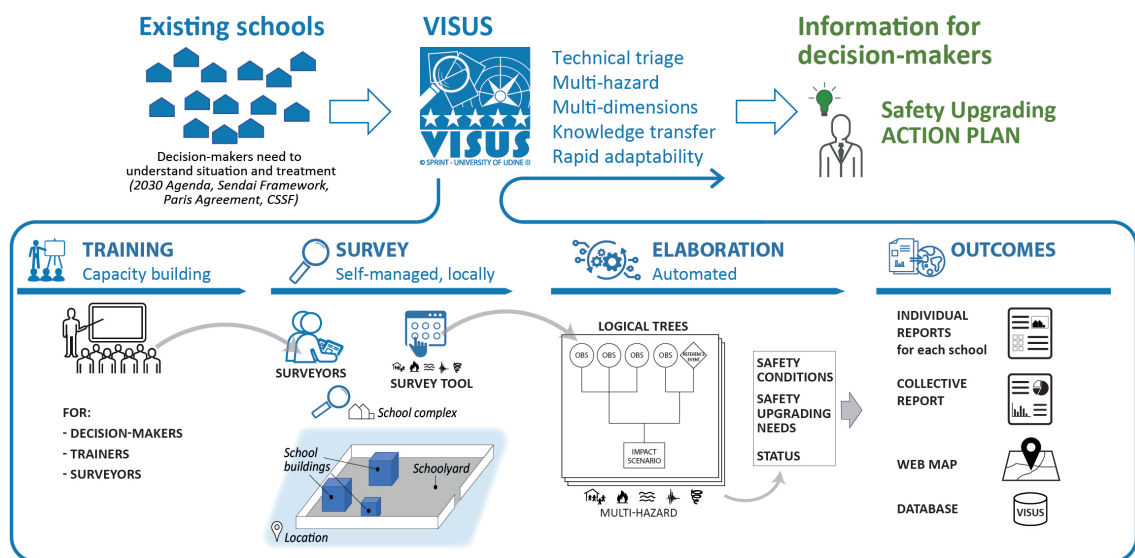 Existing schools
Decision-makers need to
understand situation and treatment
(2030 Agenda, Sendai Framework,
Paris Agreement, CSSF)
VISUS
VISUS
© SPRINT - UNIVERSITY OF UDINE (I)
Technical triage
Multi-hazard
Multi-dimensions
Knowledge transfer
Rapid adaptability
Information for
decision-makers
Safety Upgrading
ACTION PLAN
TRAINING
Capacity building
FOR:
- DECISION-MAKERS
- TRAINERS
- SURVEYORS
SURVEY
Self-managed, locally
SURVEYORS
SURVEY TOOL
School complex
School
buildings
Schoolyard
Location
ELABORATION
Automated
LOGICAL TREES
OBS
OBS
OBS
OBS
REFERENCE
EVENT
IMPACT
SCENARIO
MULTI-HAZARD
SAFETY
CONDITIONS
SAFETY
UPGRADING
NEEDS
STATUS
OUTCOMES
INDIVIDUAL
REPORTS
for each school
COLLECTIVE
REPORT
WEB MAP
DATABASE
VISUS